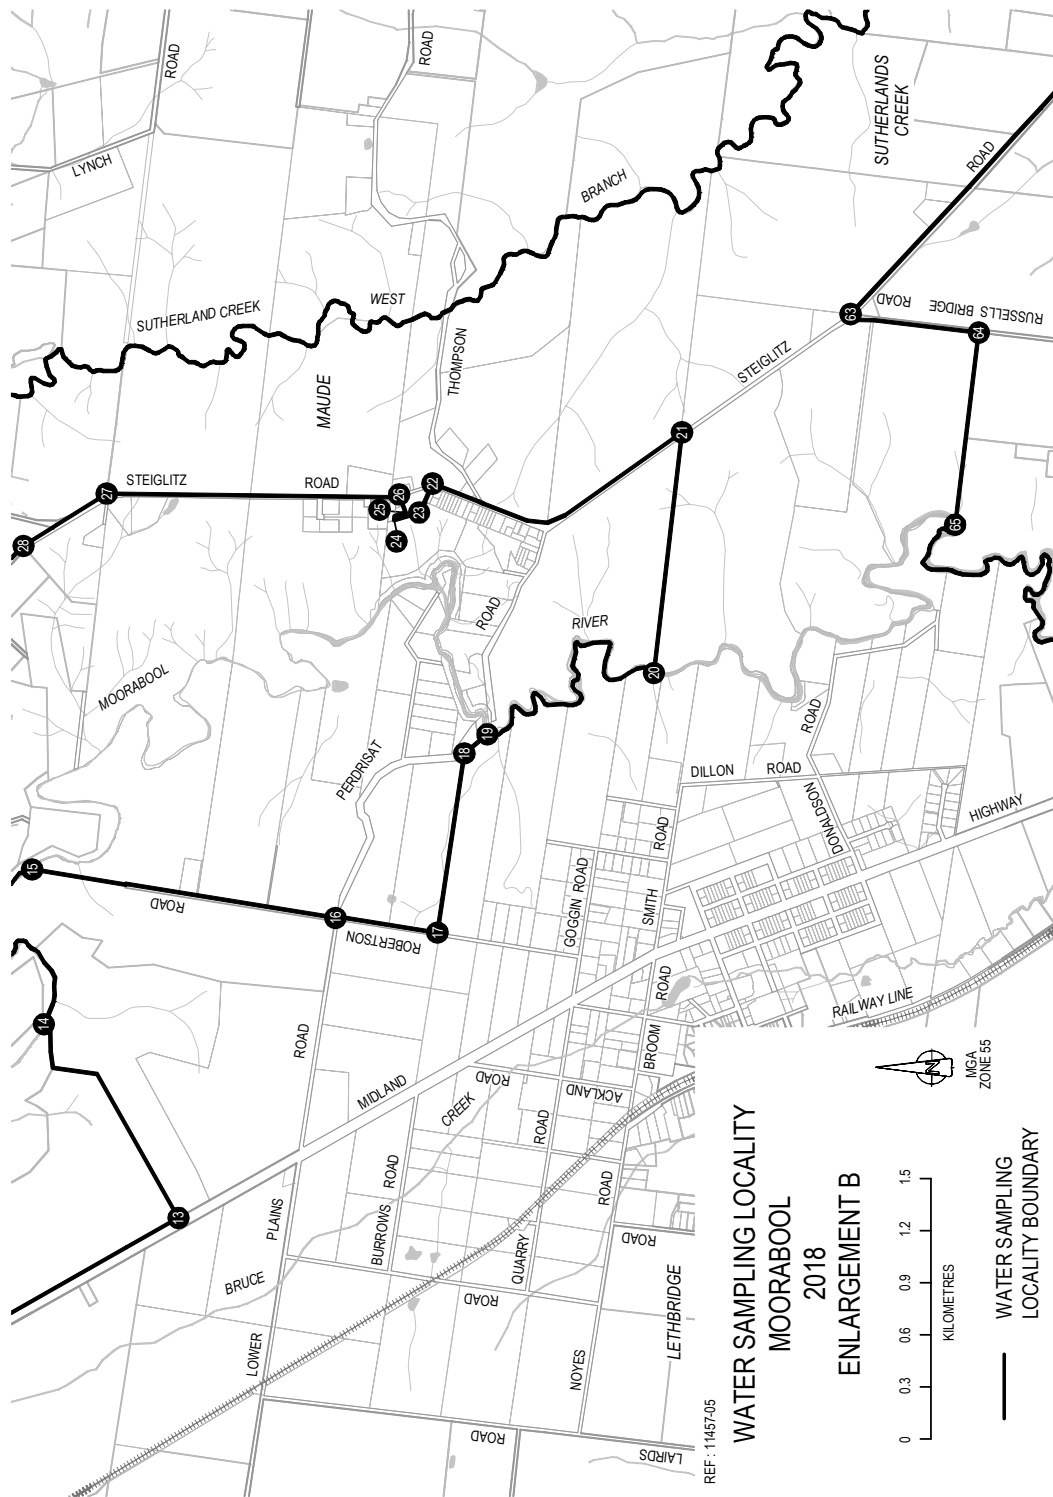 ROAD
LYNCH
ROAD
SUTHERLANDS
CREEK
BRANCH
ROAD
SUTHERLAND CREEK
WEST
MAUDE
THOMPSON
STEIGLITZ
ROAD
RUSSELLS BRIDGE
ROAD
STEIGLITZ
ROAD
MOORABOOL
RIVER
ROAD
PERDRISAT
ROAD
DILLON ROAD
DONALDSON
ROAD
HIGHWAY
ROBERTSON
ROAD
GOGGIN ROAD
SMITH
ROAD
BROOM
ROAD
RAILWAY LINE
MIDLAND
CREEK
ROAD
ACKLAND
LOWER
PLAINS
ROAD
BRUCE
BURROWS
ROAD
QUARRY
ROAD
ROAD
NOYES
ROAD
ROAD
LETHBRIDGE
LAIRDS
ROAD
13
14
15
16
17
18
19
20
21
22
23
24
25
26
27
28
63
64
65
REF : 11457-05
WATER SAMPLING LOCALITY
MOORABOOL
2018
ENLARGEMENT B
0 0.3 0.6 0.9 1.2 1.5
KILOMETRES
WATER SAMPLING
LOCALITY BOUNDARY
N
MGA
ZONE 55